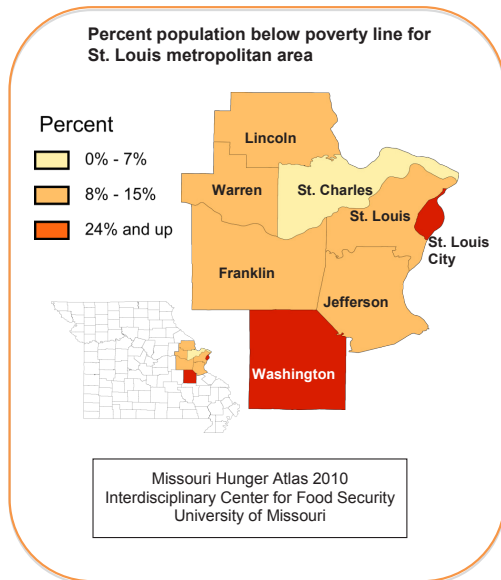 Percent population below poverty line for
St. Louis metropolitan area
Percent
0% - 7%
8% - 15%
24% and up
Lincoln
Warren
St. Charles
St. Louis
St. Louis
City
Franklin
Jefferson
Washington
Missouri Hunger Atlas 2010
Interdisciplinary Center for Food Security
University of Missouri